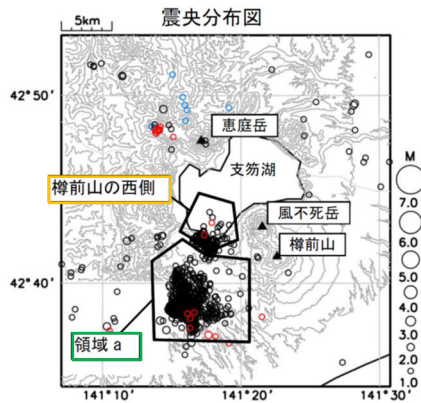 震央分布図
5km
42°50'
恵庭岳
支笏湖
樽前山の西側
風不死岳
樽前山
42°40'
領域a
M
7.0
6.0
5.0
4.0
3.0
2.0
1.0
141°10'
141°20'
141°30'